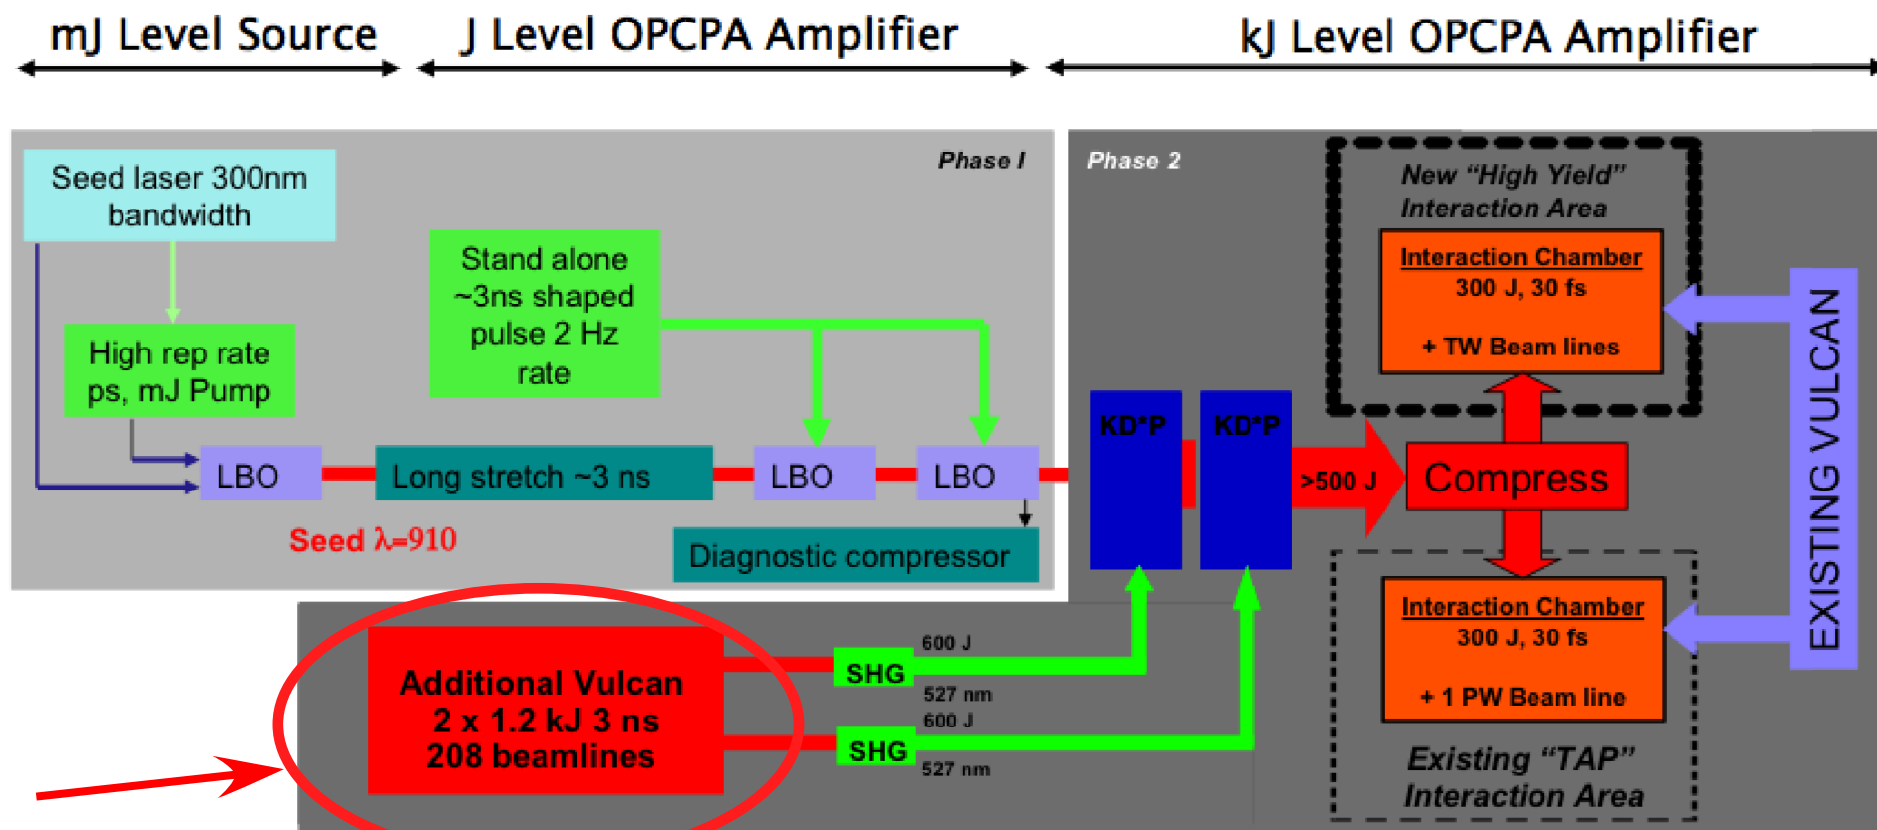 mJ Level Source
J Level OPCPA Amplifier
kJ Level OPCPA Amplifier
Phase I
Seed laser 300nm
bandwidth
High rep rate
ps, mJ Pump
Stand alone
~3ns shaped
pulse 2 Hz
rate
LBO
Long stretch ~3 ns
LBO
LBO
Seed λ=910
Diagnostic compressor
Phase 2
New “High Yield”
Interaction Area
Interaction Chamber
300 J, 30 fs
+ TW Beam lines
KD*P
KD*P
>500 J
Compress
EXISTING VULCAN
Interaction Chamber
300 J, 30 fs
+ 1 PW Beam line
Existing “TAP”
Interaction Area
Additional Vulcan
2 x 1.2 kJ 3 ns
208 beamlines
SHG
600 J
527 nm
SHG
600 J
527 nm